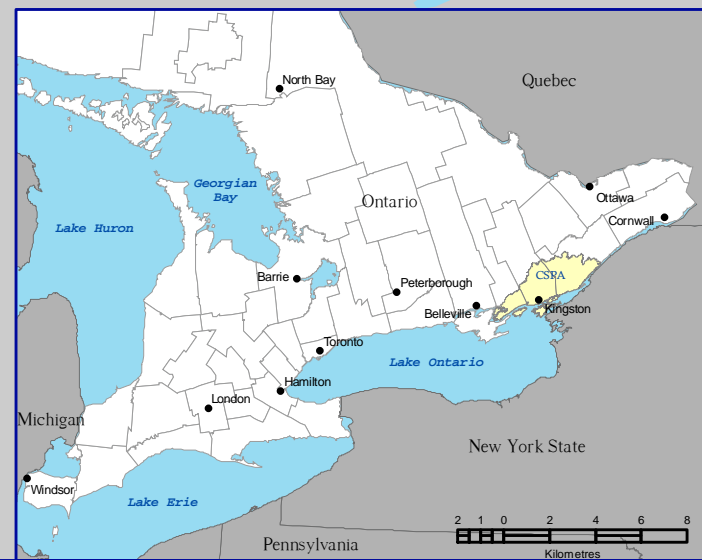 North Bay
Quebec
Georgian
Bay
Ottawa
Ontario
Cornwall
Lake Huron
CSPA
Barrie
Peterborough
Belleville
Kingston
Toronto
Lake Ontario
Hamilton
London
Michigan
New York State
Windsor
Lake Erie
2 1 0 2 4 6 8
Kilometres
Pennsylvania